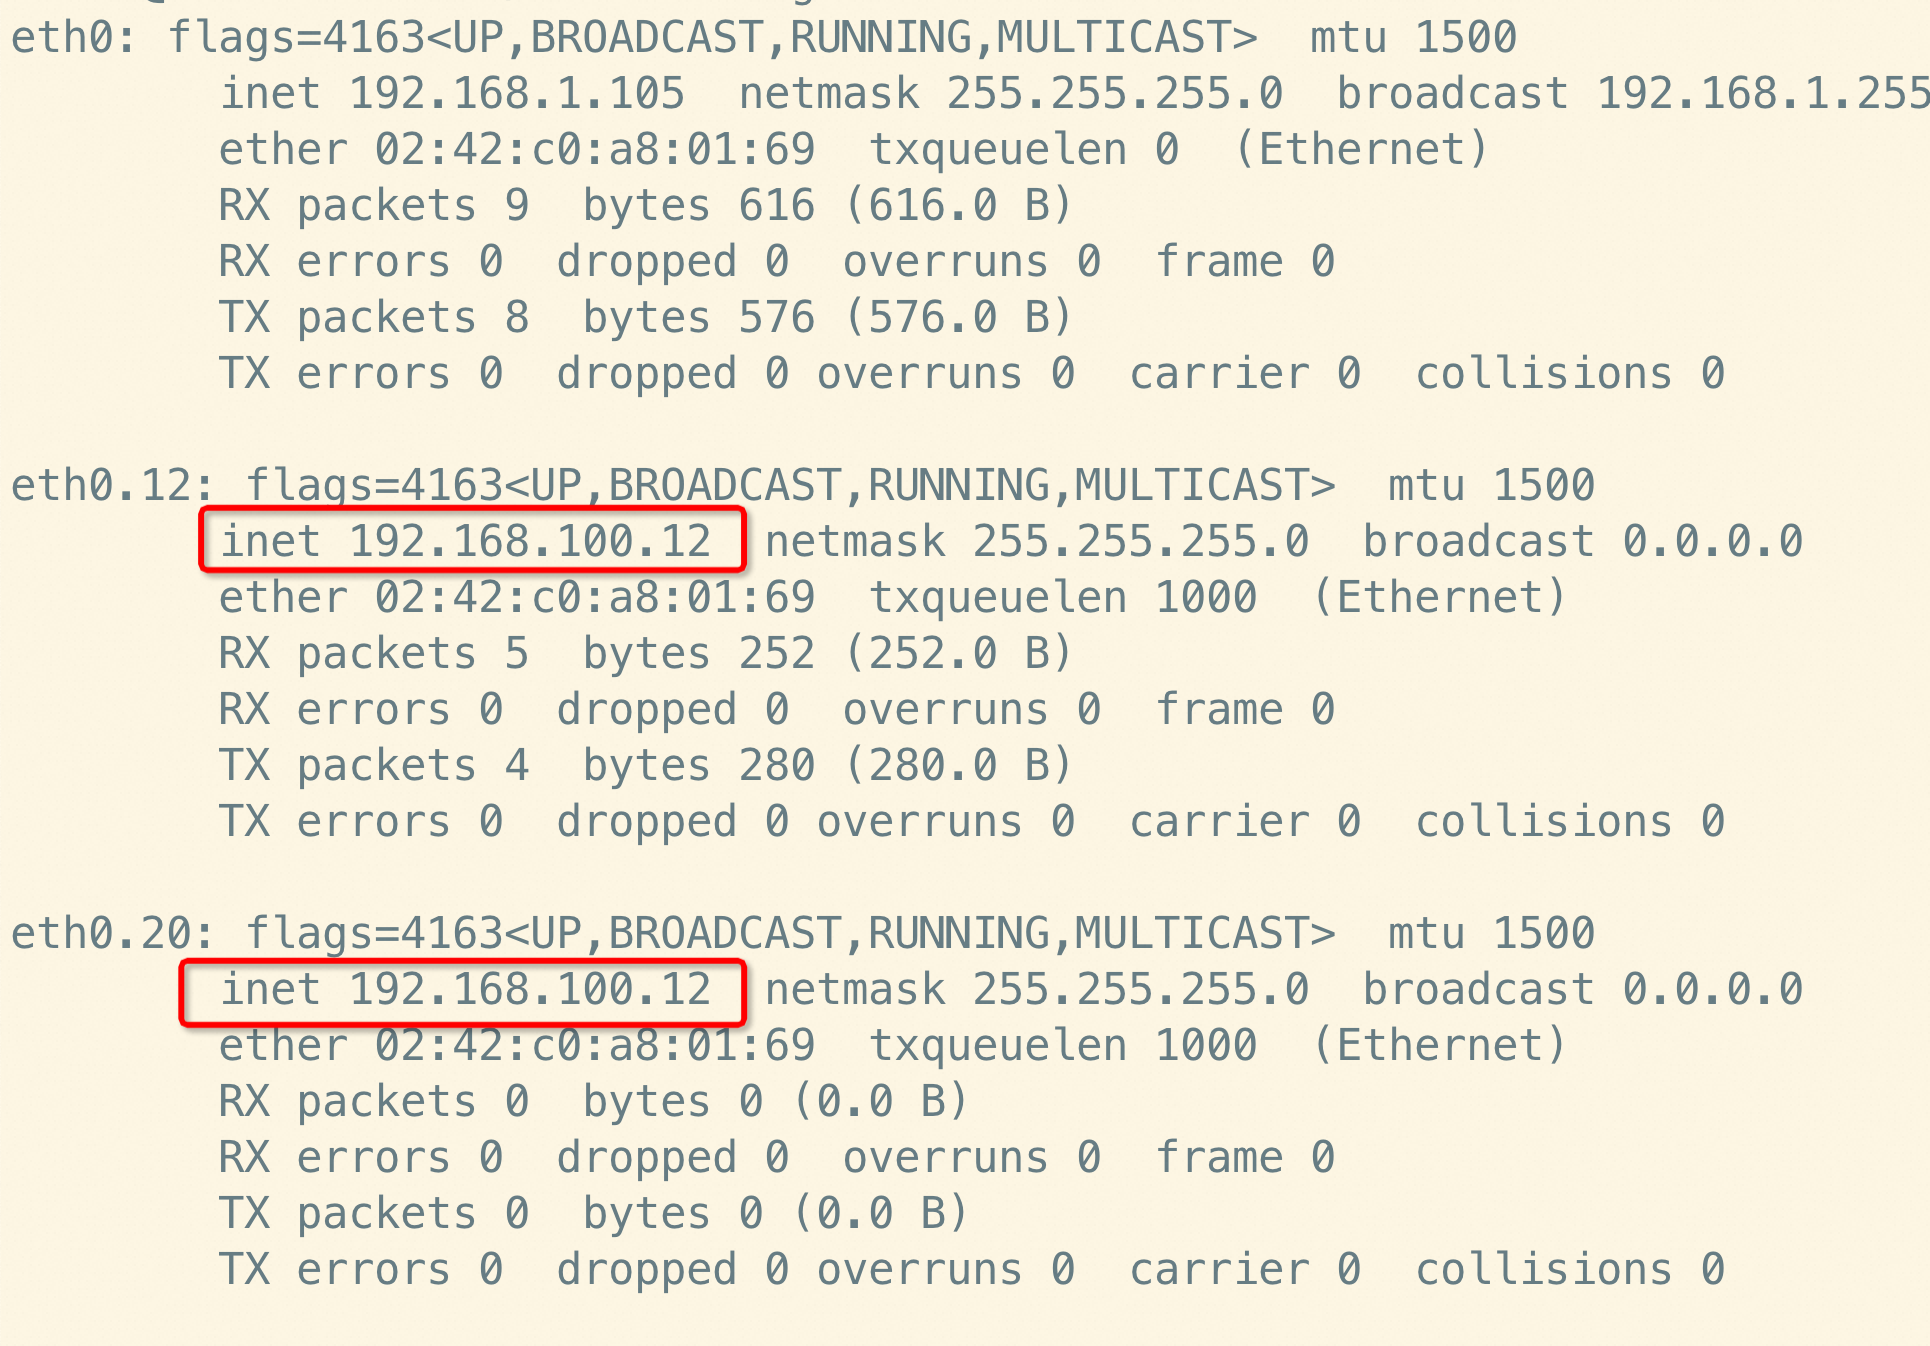 eth0: flags=4163<UP,BROADCAST,RUNNING,MULTICAST>  mtu 1500
        inet 192.168.1.105  netmask 255.255.255.0  broadcast 192.168.1.255
        ether 02:42:c0:a8:01:69  txqueuelen 0  (Ethernet)
        RX packets 9  bytes 616 (616.0 B)
        RX errors 0  dropped 0  overruns 0  frame 0
        TX packets 8  bytes 576 (576.0 B)
        TX errors 0  dropped 0 overruns 0  carrier 0  collisions 0

eth0.12: flags=4163<UP,BROADCAST,RUNNING,MULTICAST>  mtu 1500
        inet 192.168.100.12  netmask 255.255.255.0  broadcast 0.0.0.0
        ether 02:42:c0:a8:01:69  txqueuelen 1000  (Ethernet)
        RX packets 5  bytes 252 (252.0 B)
        RX errors 0  dropped 0  overruns 0  frame 0
        TX packets 4  bytes 280 (280.0 B)
        TX errors 0  dropped 0 overruns 0  carrier 0  collisions 0

eth0.20: flags=4163<UP,BROADCAST,RUNNING,MULTICAST>  mtu 1500
        inet 192.168.100.12  netmask 255.255.255.0  broadcast 0.0.0.0
        ether 02:42:c0:a8:01:69  txqueuelen 1000  (Ethernet)
        RX packets 0  bytes 0 (0.0 B)
        RX errors 0  dropped 0  overruns 0  frame 0
        TX packets 0  bytes 0 (0.0 B)
        TX errors 0  dropped 0 overruns 0  carrier 0  collisions 0